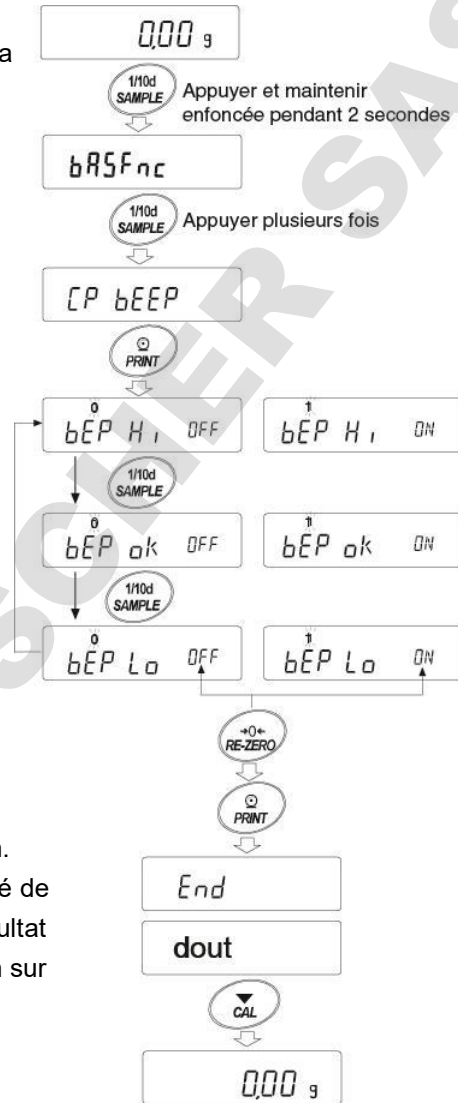 0.00 g
a
1/10d
SAMPLE
Appuyer et maintenir
enfoncée pendant 2 secondes
bASFnc
1/10d
SAMPLE
Appuyer plusieurs fois
CP bEEP
PRINT
0
bEP Hi OFF
1
bEP Hi ON
1/10d
SAMPLE
0
bEP ok OFF
1
bEP ok ON
1/10d
SAMPLE
0
bEP Lo OFF
1
bEP Lo ON
→0←
RE-ZERO
PRINT
n.
é de
ultat
n sur
End
dout
CAL
0.00 g
SCHER SAS